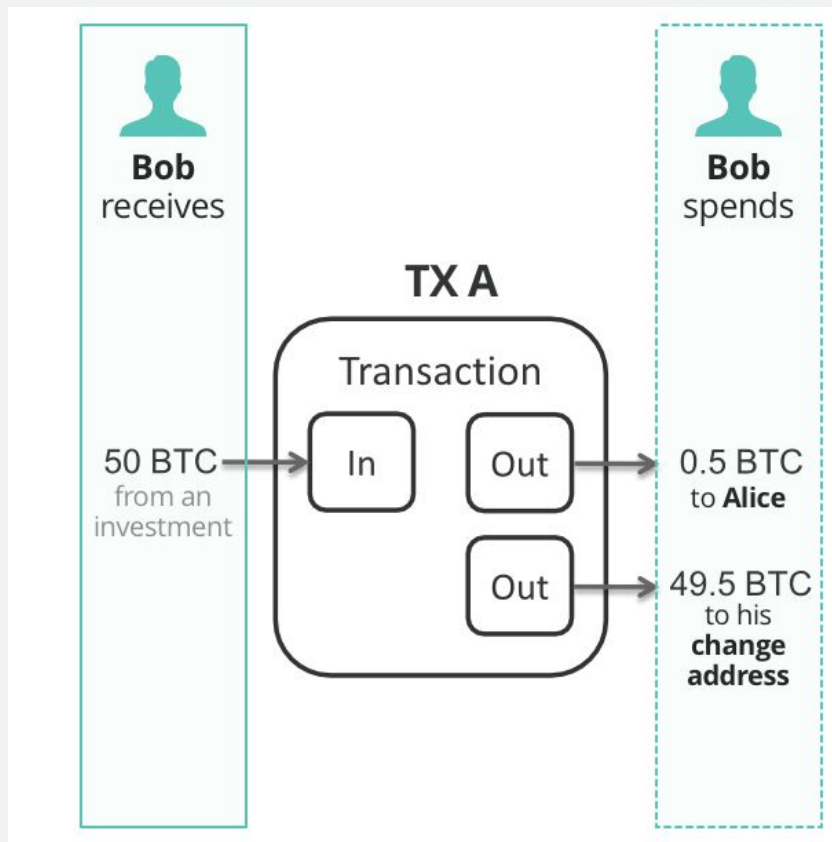 Bob
receives
Bob
spends
TX A
Transaction
50 BTC
from an
investment
In
Out
0.5 BTC
to Alice
Out
49.5 BTC
to his
change
address